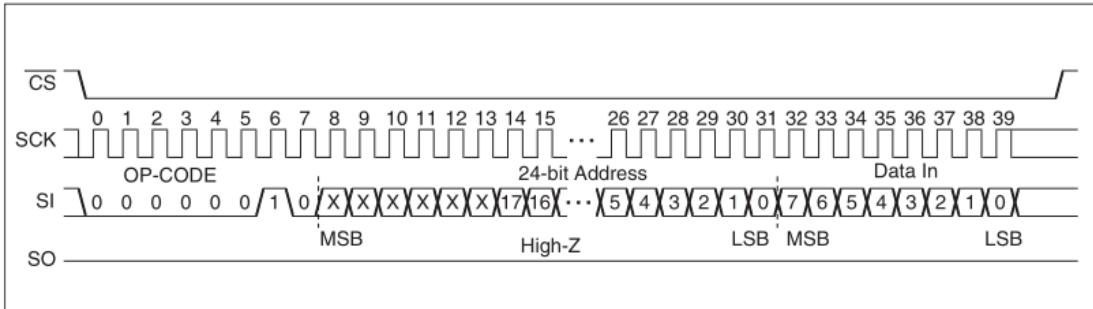 CS
0 1 2 3 4 5 6 7 8 9 10 11 12 13 14 15 26 27 28 29 30 31 32 33 34 35 36 37 38 39
SCK ...
OP-CODE 24-bit Address Data In
SI 0 0 0 0 0 0 1 0 X X X X X X 17 16 ... 5 4 3 2 1 0 7 6 5 4 3 2 1 0
MSB High-Z LSB MSB LSB
SO